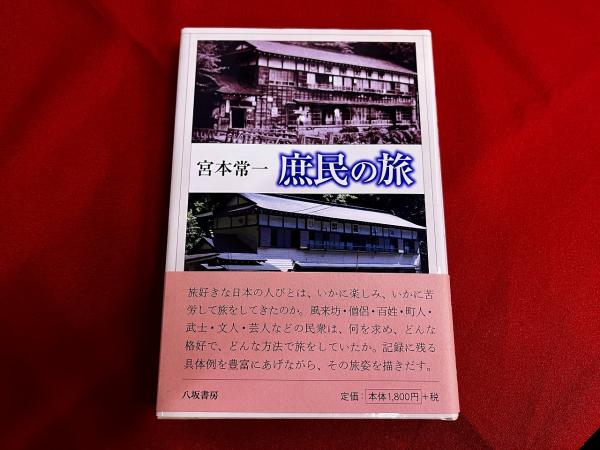 宮本常一 庶民の旅
旅好きな日本の人びとは、いかに楽しみ、いかに苦
労して旅をしてきたのか。風来坊・僧侶・百姓・町人・
武士・文人・芸人などの民衆は、何を求め、どんな
格好で、どんな方法で旅をしていたか。記録に残る
具体例を豊富にあげながら、その旅姿を描きだす。
八坂書房 定価：本体1,800円+税